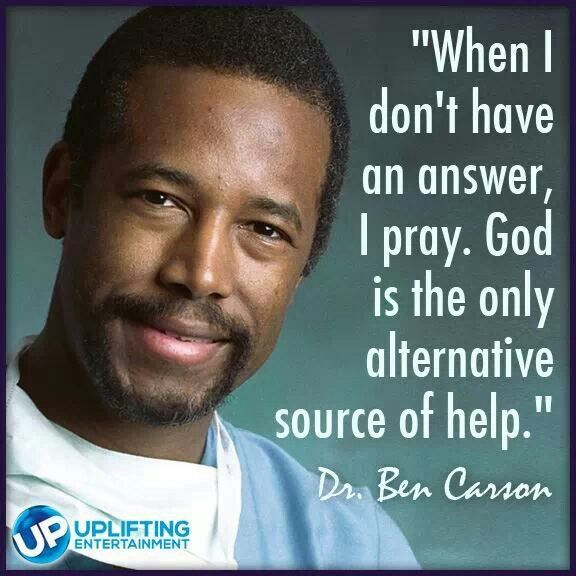 "When I
don't have
an answer,
I pray. God
is the only
alternative
source of help."
Dr. Ben Carson
UP UPLIFTING
ENTERTAINMENT